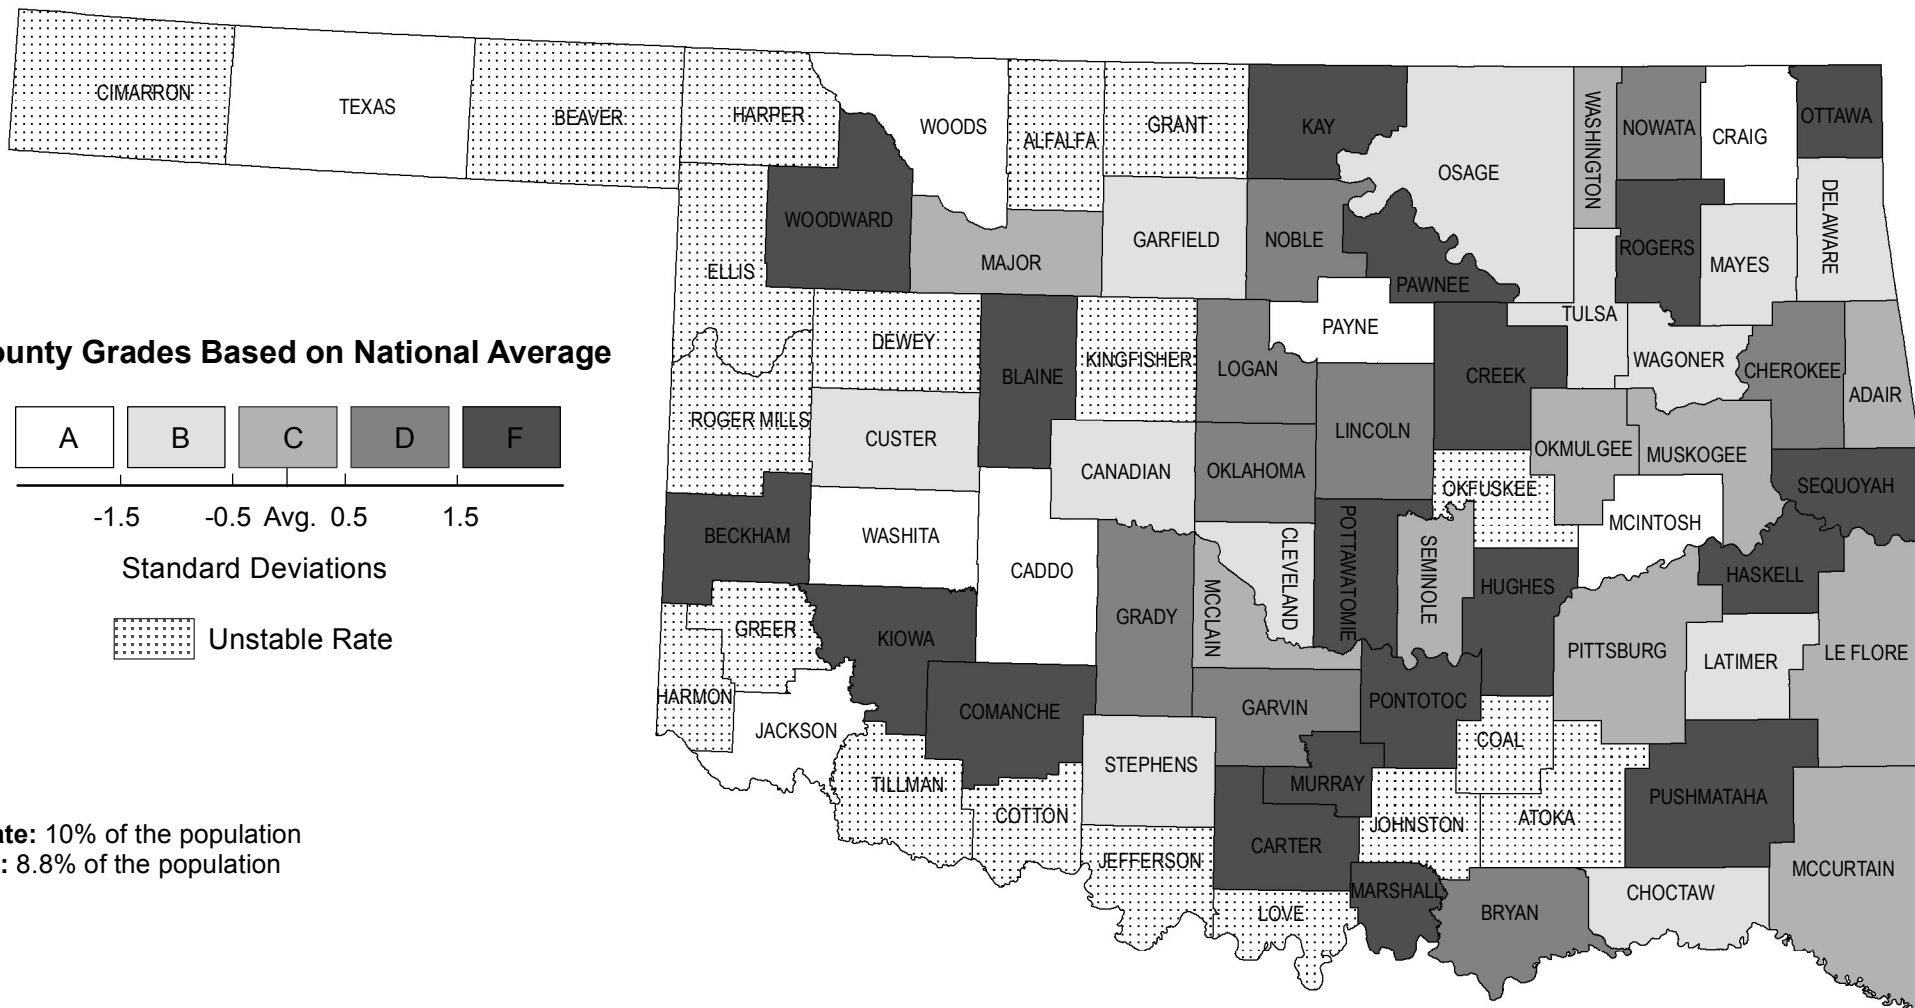 CIMARRON
TEXAS
BEAVER
HARPER
WOODS
ALFALFA
GRANT
KAY
OSAGE
WASHINGTON
NOWATA
CRAIG
OTTAWA
WOODWARD
ELLIS
MAJOR
GARFIELD
NOBLE
PAWNEE
ROGERS
MAYES
DELAWARE
TULSA
DEWEY
BLAINE
KINGFISHER
LOGAN
PAYNE
CREEK
WAGONER
CHEROKEE
ADAIR
ounty Grades Based on National Average
A B C D F
-1.5 -0.5 Avg. 0.5 1.5
Standard Deviations
Unstable Rate
ROGER MILLS
CUSTER
CANADIAN
OKLAHOMA
LINCOLN
OKMULGEE
MUSKOGEE
OKFUSKEE
SEQUOYAH
BECKHAM
WASHITA
CADDO
CLEVELAND
POTTAWATOMIE
SEMINOLE
MCINTOSH
HUGHES
HASKELL
GREER
KIOWA
GRADY
MCCLAIN
PITTSBURG
LATIMER
LE FLORE
HARMON
JACKSON
COMANCHE
GARVIN
PONTOTOC
COAL
STEPHENS
TILLMAN
COTTON
MURRAY
JOHNSTON
ATOKA
PUSHMATAHA
JEFFERSON
CARTER
MARSHALL
LOVE
BRYAN
CHOCTAW
MCCURTAIN
ate: 10% of the population
: 8.8% of the population